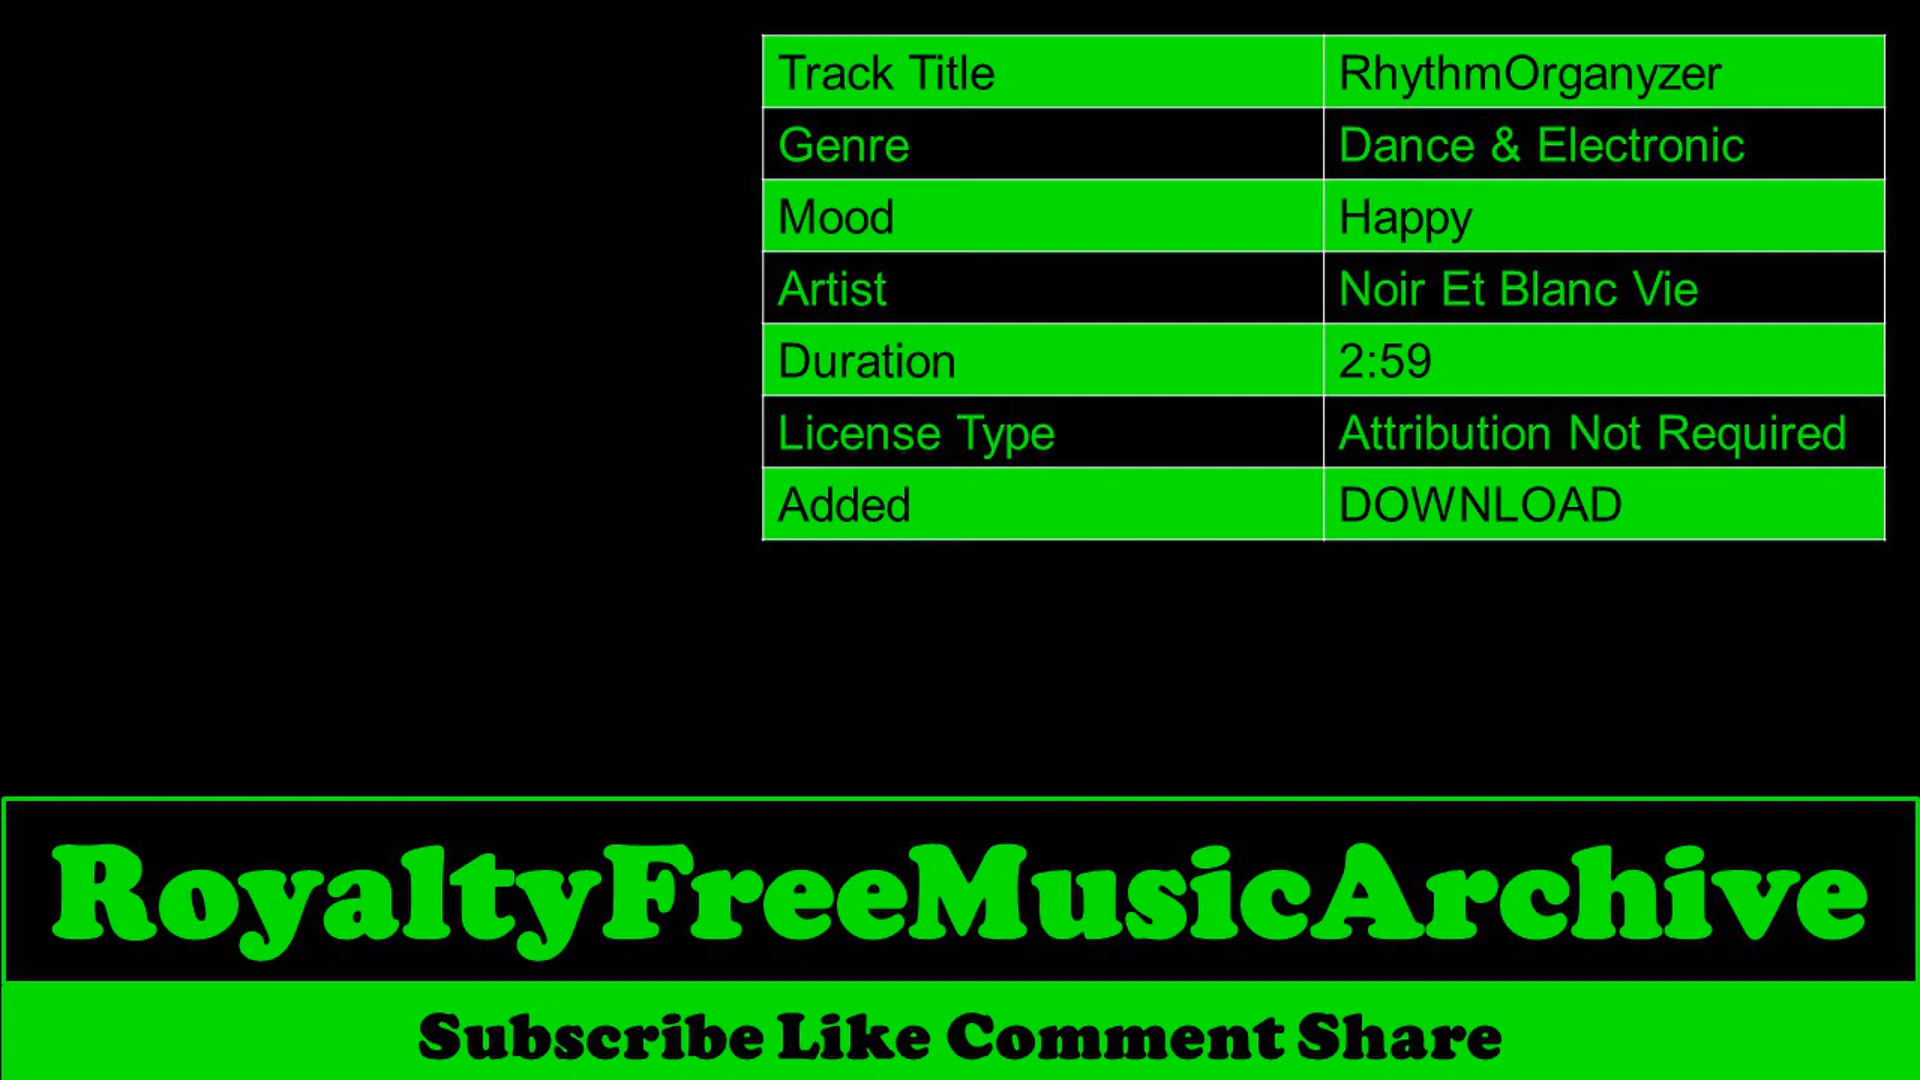 Track Title RhythmOrganyzer
Genre Dance & Electronic
Mood Happy
Artist Noir Et Blanc Vie
Duration 2:59
License Type Attribution Not Required
Added DOWNLOAD
RoyaltyFreeMusicArchive
Subscribe Like Comment Share